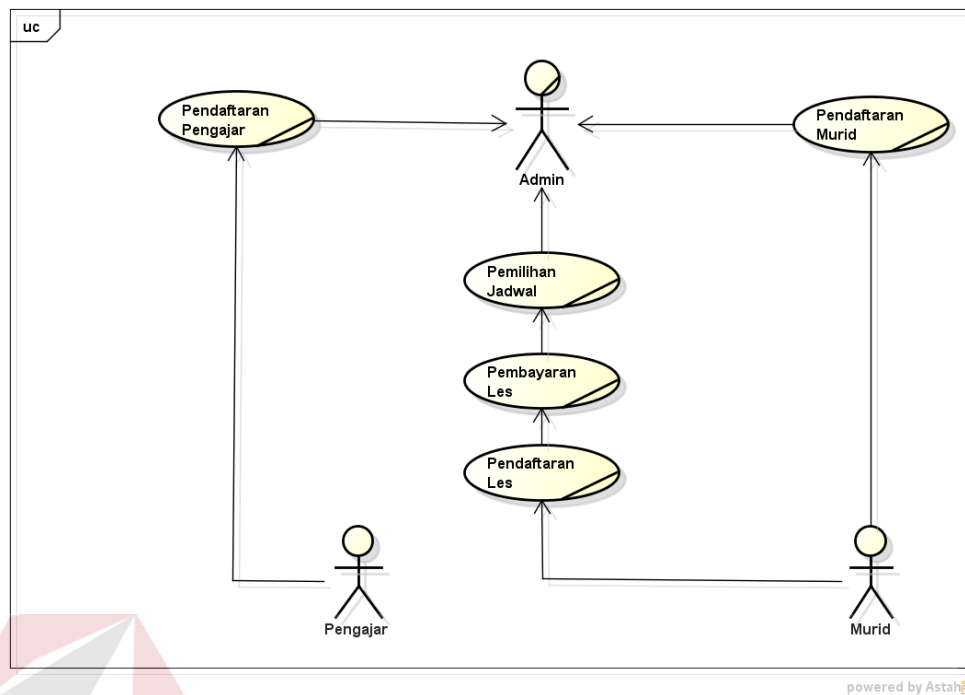 uc
Pendaftaran
Pengajar
Admin
Pendaftaran
Murid
Pemilihan
Jadwal
Pembayaran
Les
Pendaftaran
Les
Pengajar
Murid
powered by Astah